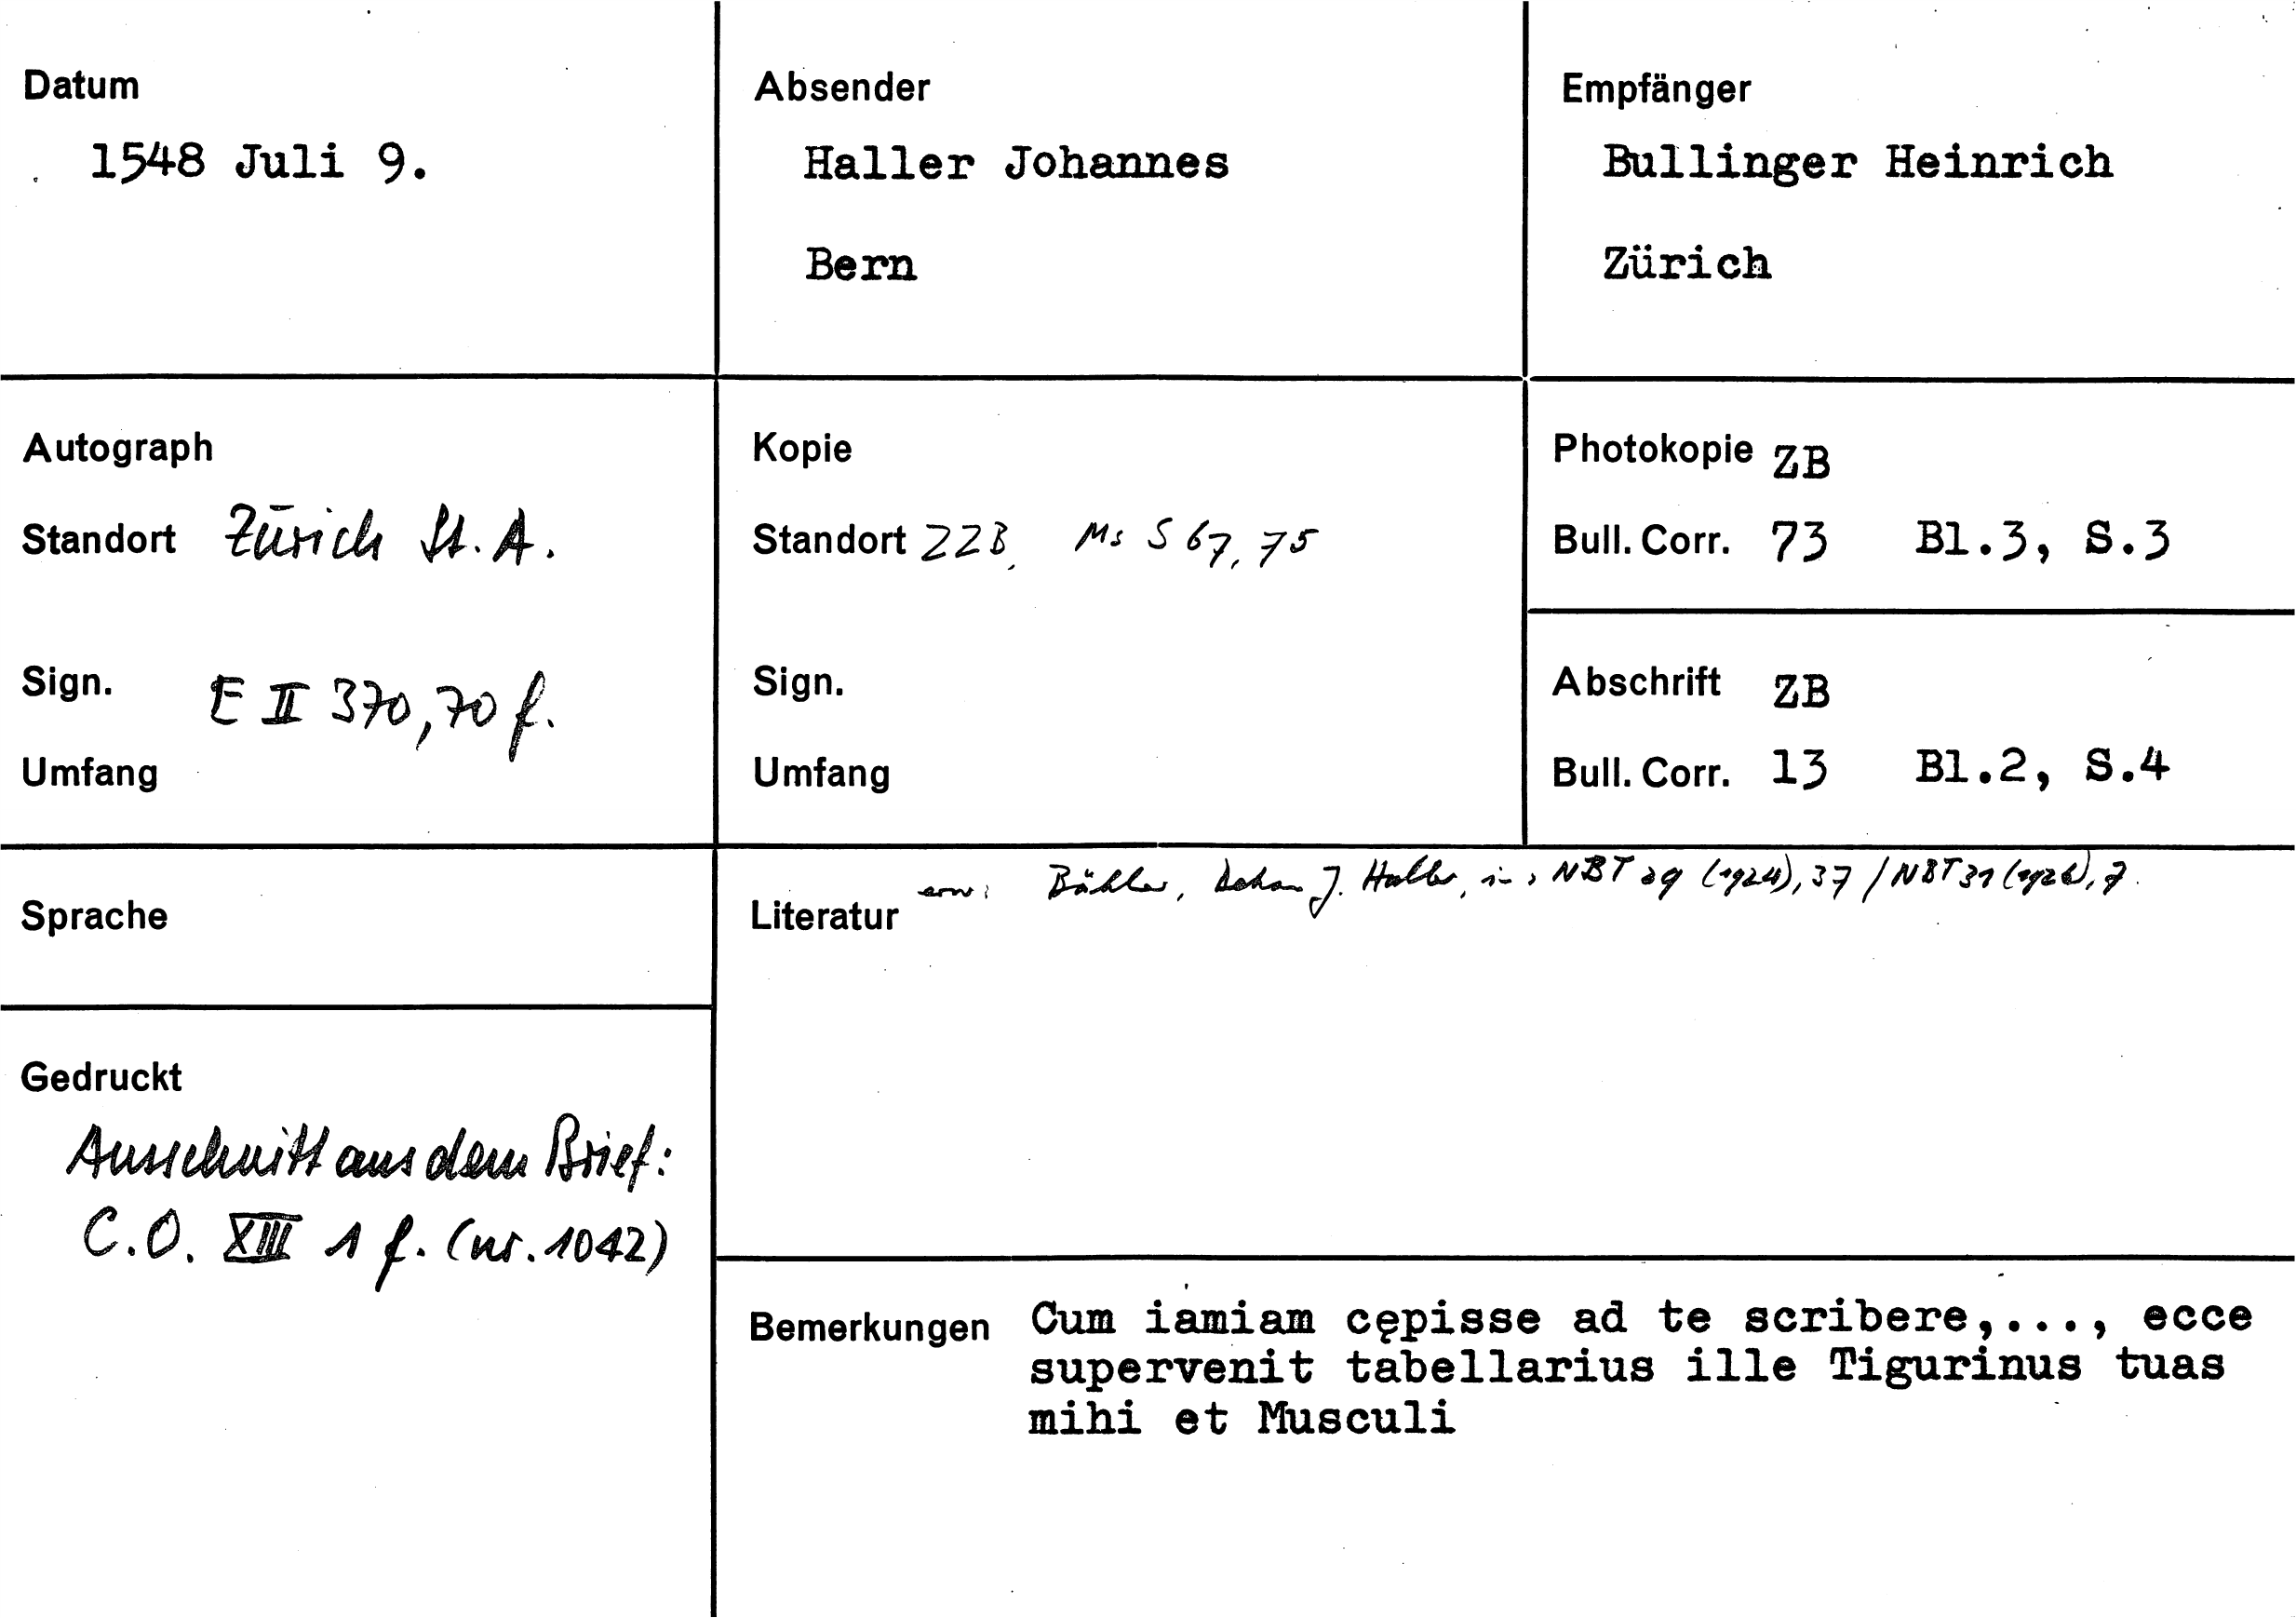 Datum
1548 Juli 9.
Absender
Haller Johannes
Bern
Empfänger
Bullinger Heinrich
Zürich
Autograph
Standort Zürich St. A.
Sign. E II 370, 70 f.
Umfang
Kopie
Standort ZZB, Ms S 67, 75
Sign.
Umfang
Photokopie ZB
Bull. Corr. 73 Bl.3, S.3
Abschrift ZB
Bull. Corr. 13 Bl.2, S.4
Sprache
Literatur erw: Bähler, Dekan J. Haller, in: NBT 29 (1924), 37 / NBT 31 (1926), 7.
Gedruckt
Ausschnitt aus dem Brief:
C.O. XIII 1 f. (nr. 1042)
Bemerkungen Cum iamiam cępisse ad te scribere,..., ecce
supervenit tabellarius ille Tigurinus tuas
mihi et Musculi